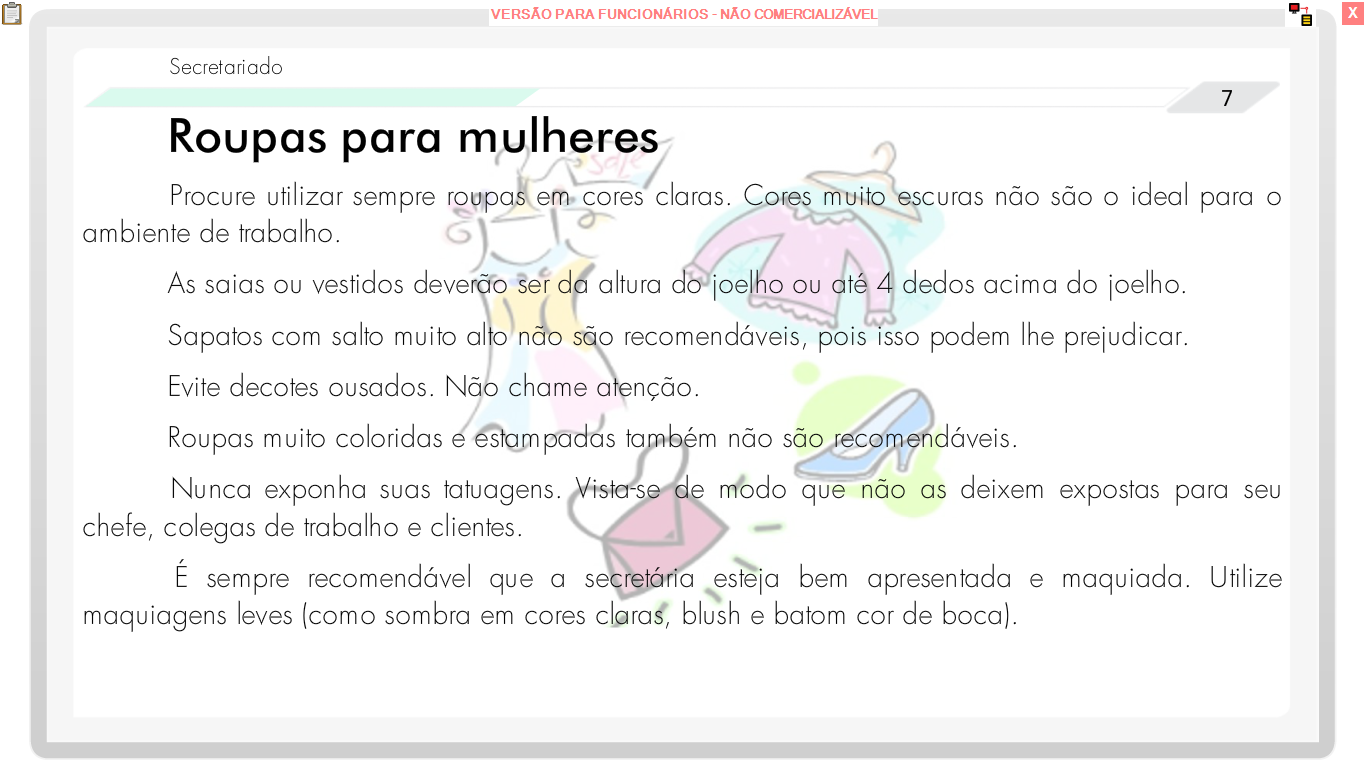 VERSÃO PARA FUNCIONÁRIOS - NÃO COMERCIALIZÁVEL
X
Secretariado
7
Roupas para mulheres
sale
Procure utilizar sempre roupas em cores claras. Cores muito escuras não são o ideal para o
ambiente de trabalho.
As saias ou vestidos deverão ser da altura do joelho ou até 4 dedos acima do joelho.
Sapatos com salto muito alto não são recomendáveis, pois isso podem lhe prejudicar.
Evite decotes ousados. Não chame atenção.
Roupas muito coloridas e estampadas também não são recomendáveis.
Nunca exponha suas tatuagens. Vista-se de modo que não as deixem expostas para seu
chefe, colegas de trabalho e clientes.
É sempre recomendável que a secretária esteja bem apresentada e maquiada. Utilize
maquiagens leves (como sombra em cores claras, blush e batom cor de boca).